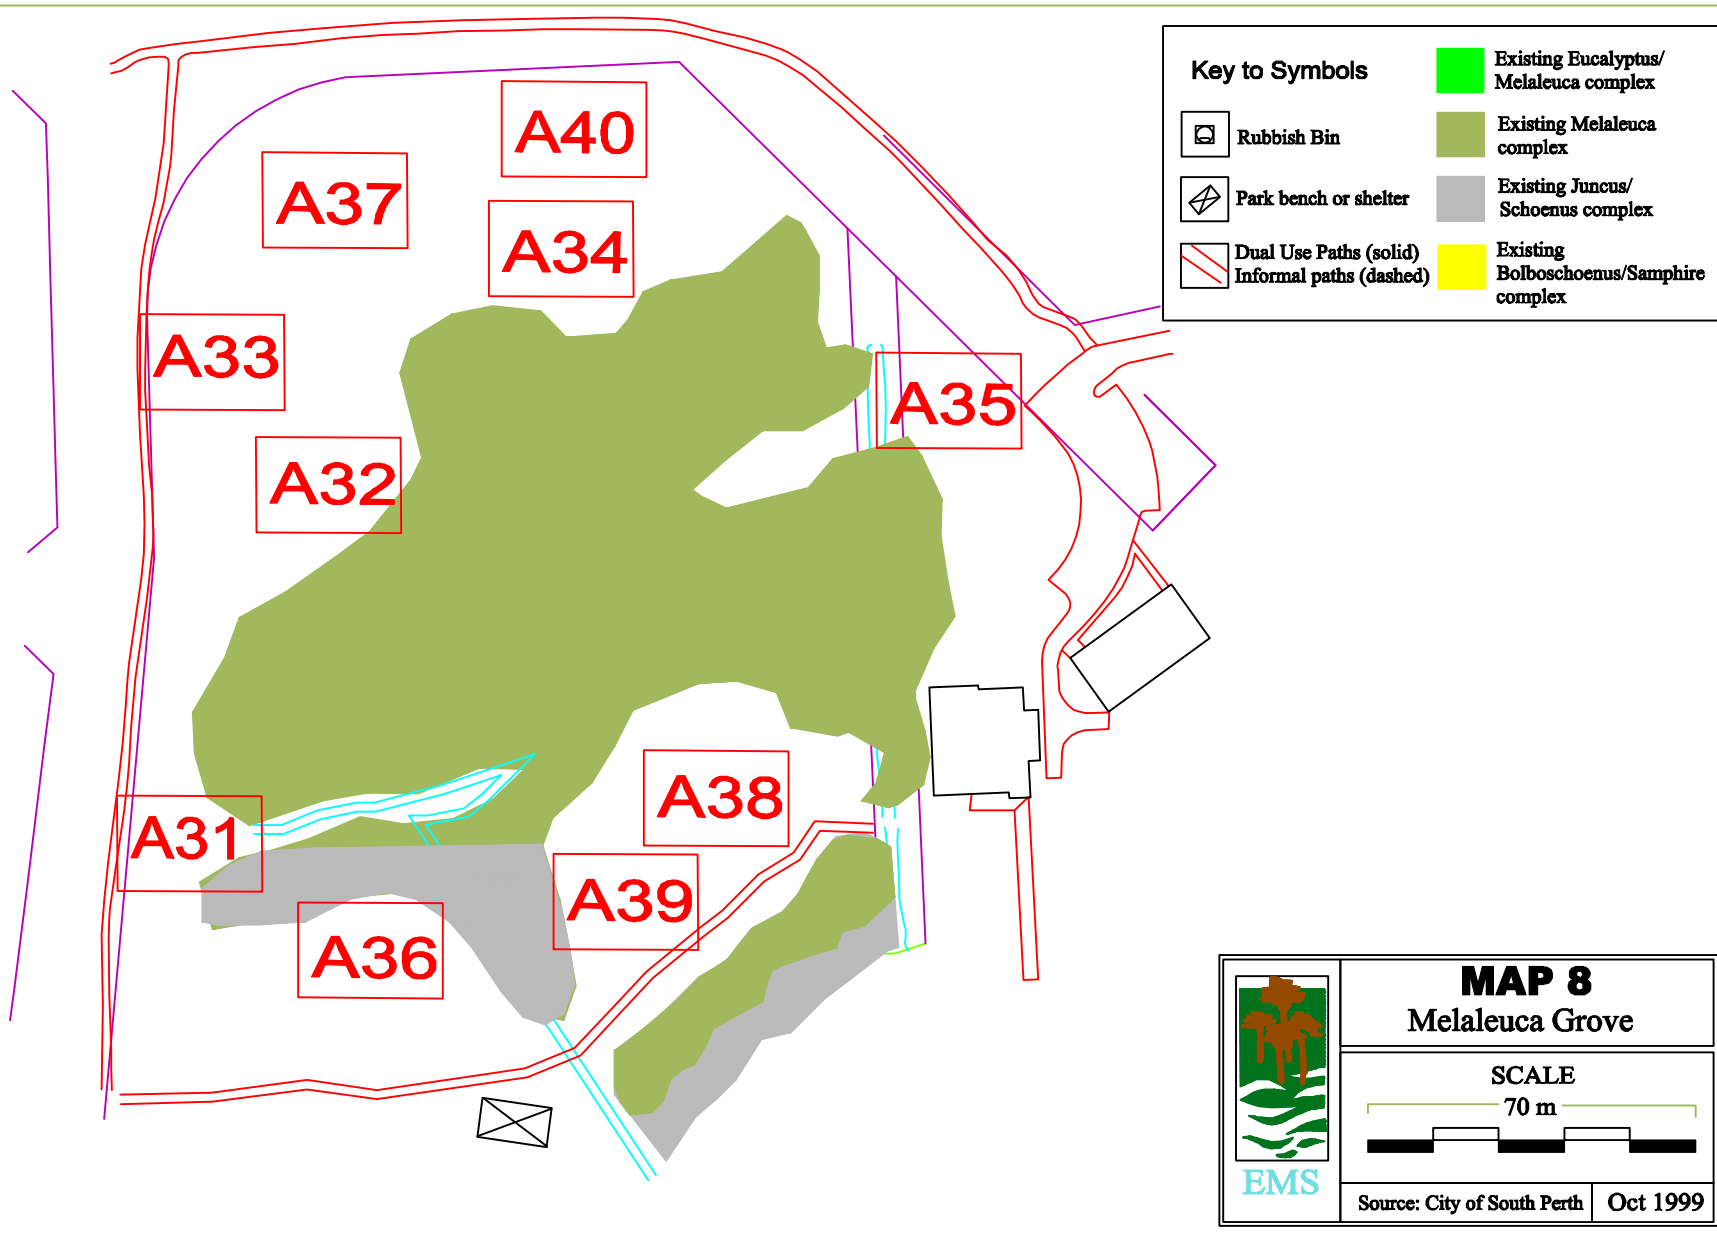 A40
A37
A34
A33
A35
A32
A38
A31
A39
A36
Key to Symbols
Rubbish Bin
Park bench or shelter
Dual Use Paths (solid)
Informal paths (dashed)
Existing Eucalyptus/
Melaleuca complex
Existing Melaleuca
complex
Existing Juncus/
Schoenus complex
Existing
Bolboschoenus/Samphire
complex
MAP 8
Melaleuca Grove
SCALE
70 m
EMS
Source: City of South Perth
Oct 1999